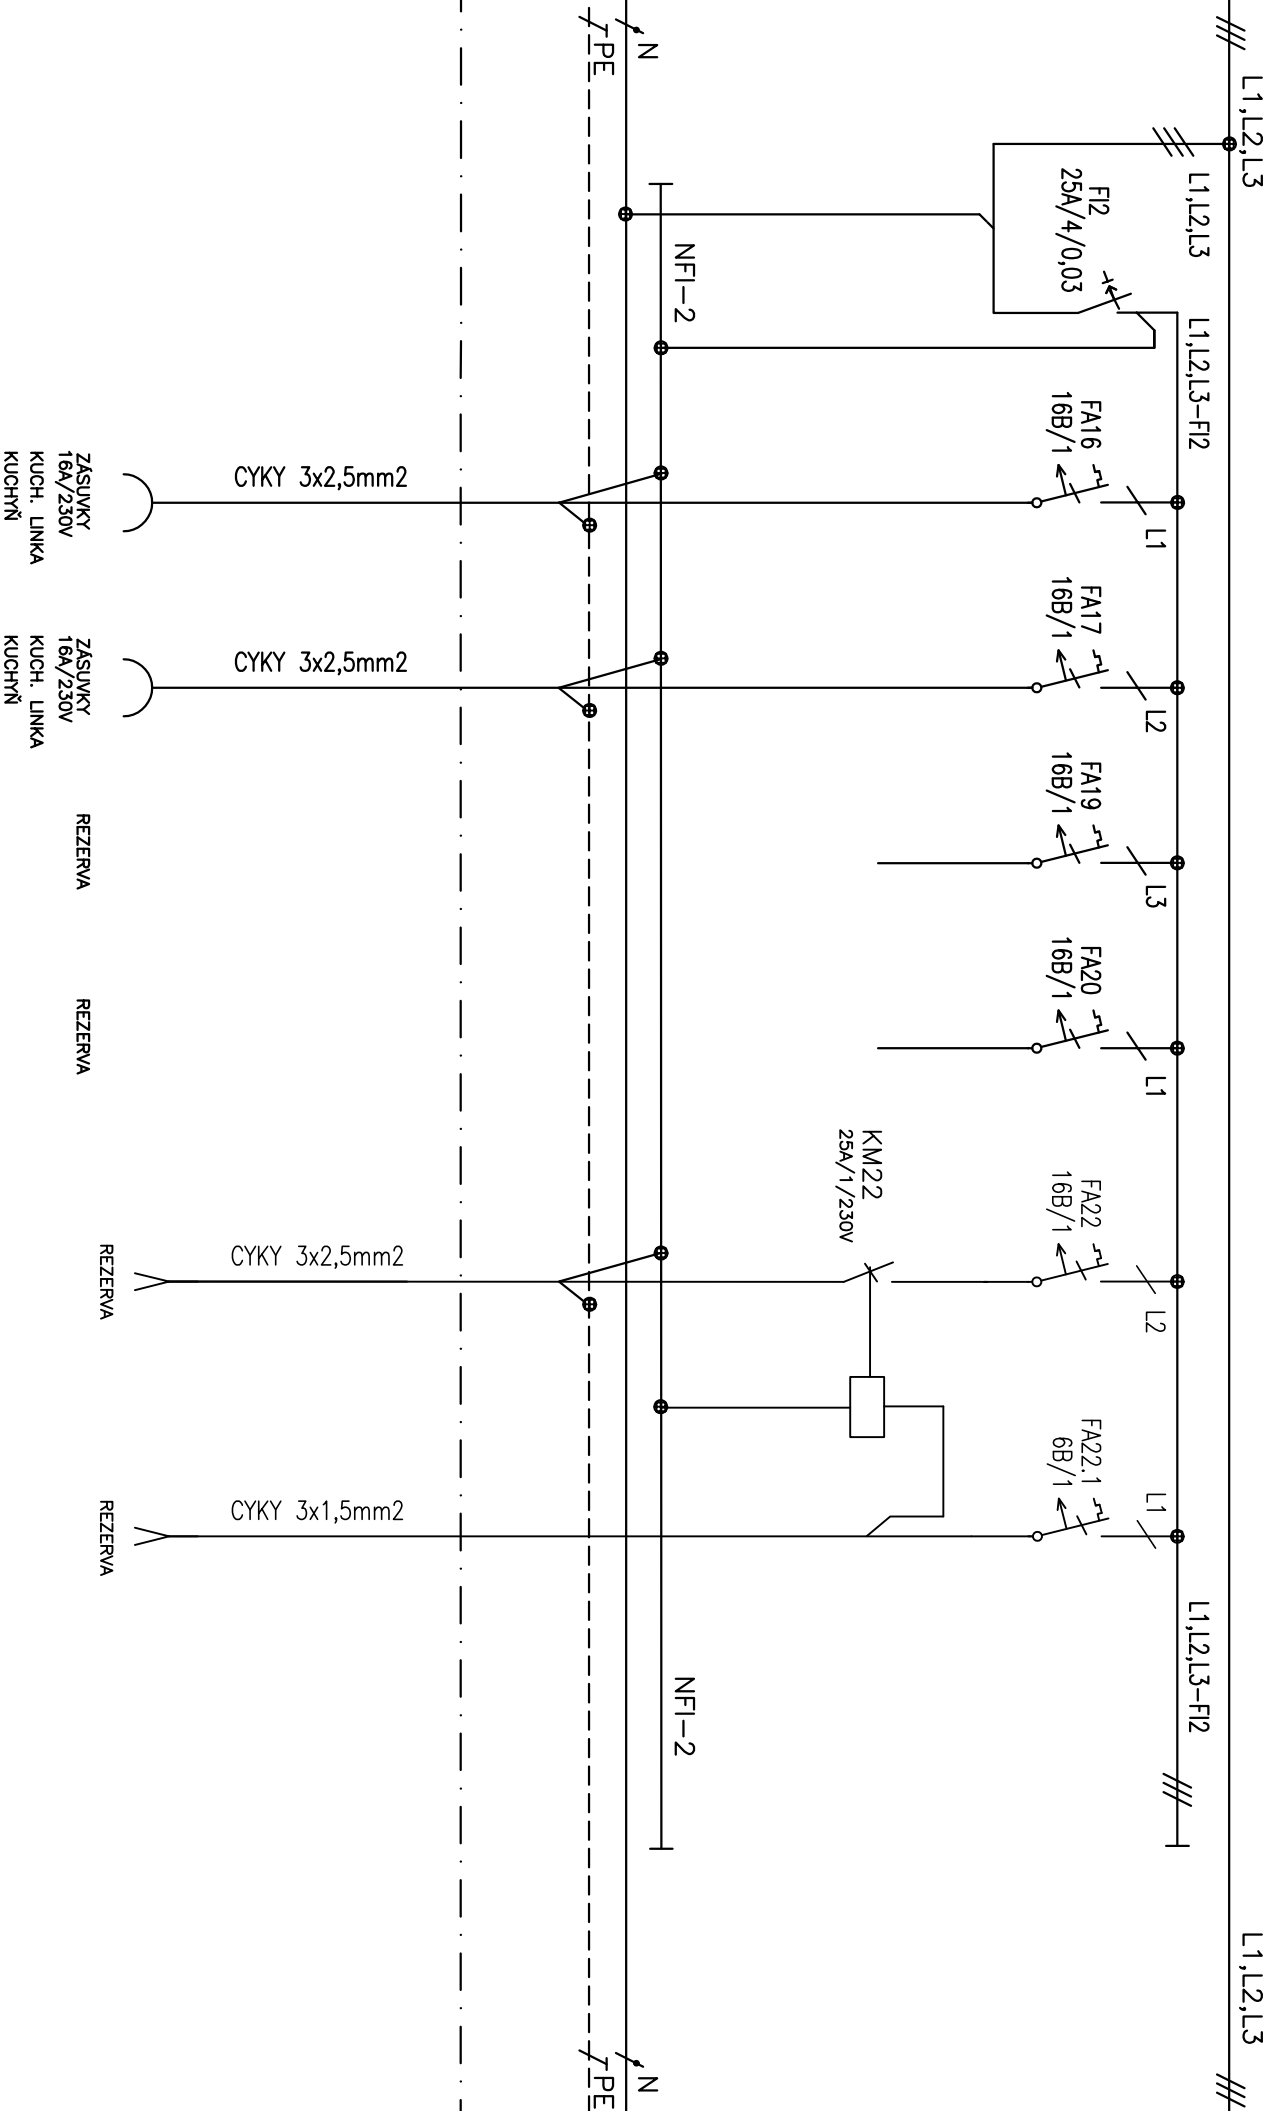 L1,L2,L3
L1,L2,L3
L1,L2,L3
FI2
25A/4/0,03
L1,L2,L3-FI2
L1,L2,L3-FI2
FA16
16B/1
L1
FA17
16B/1
L2
FA19
16B/1
L3
FA20
16B/1
L1
FA22
16B/1
L2
FA22.1
6B/1
L1
KM22
25A/1/230V
NFI-2
NFI-2
N
N
PE
PE
CYKY 3x2,5mm2
CYKY 3x2,5mm2
CYKY 3x2,5mm2
CYKY 3x1,5mm2
ZÁSUVKY
16A/230V
KUCH. LINKA
KUCHYŇ
ZÁSUVKY
16A/230V
KUCH. LINKA
KUCHYŇ
REZERVA
REZERVA
REZERVA
REZERVA